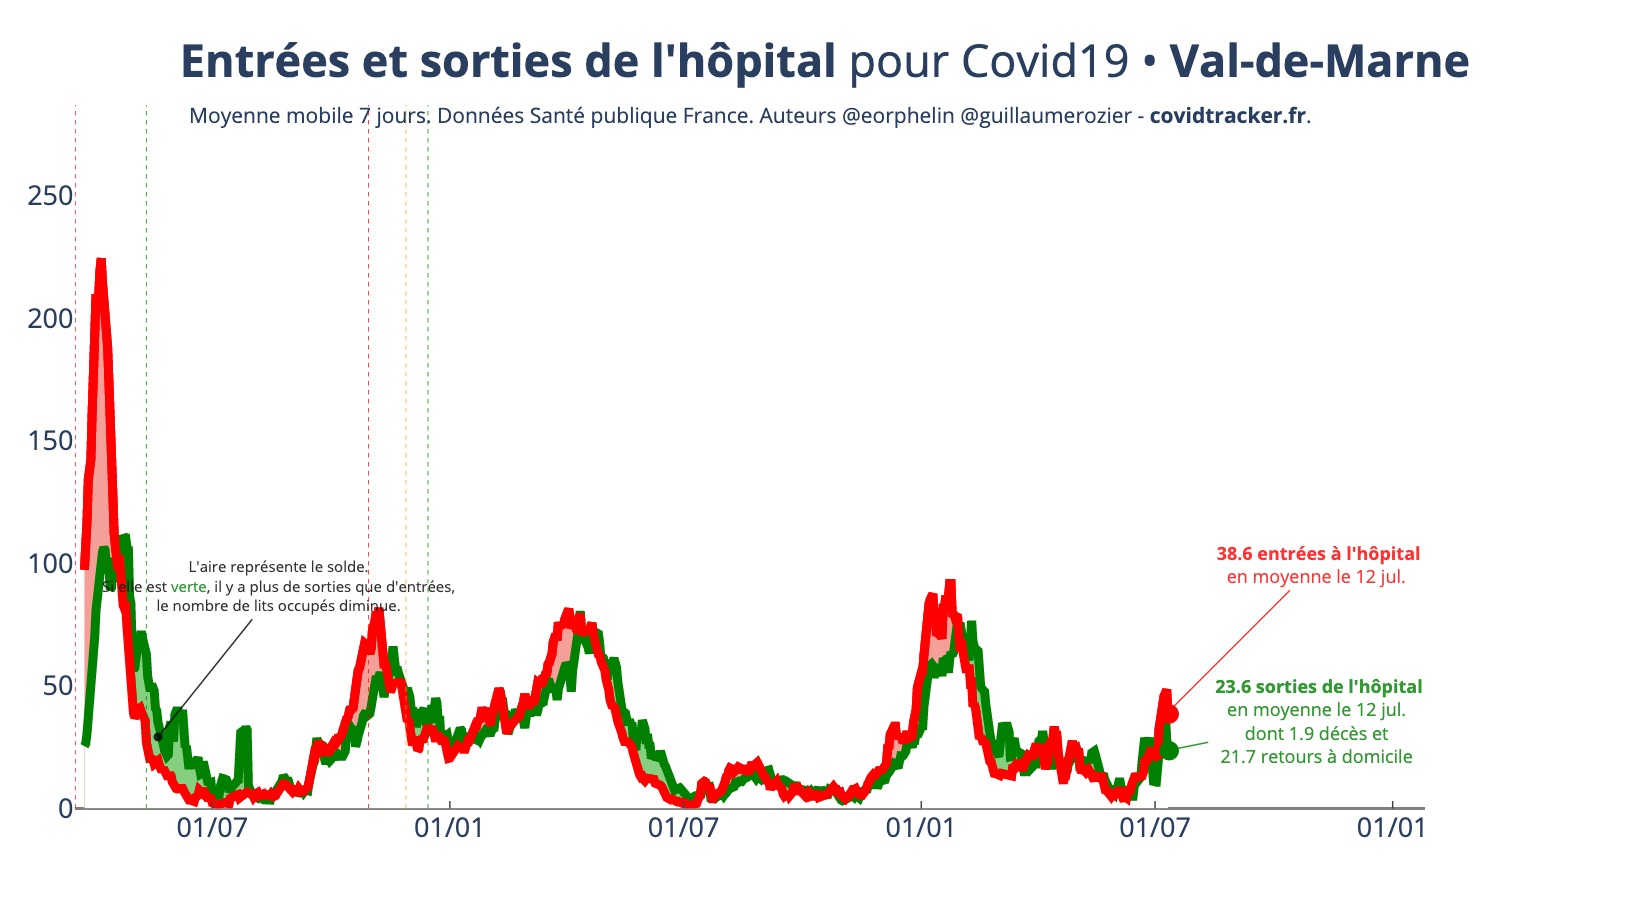 Entrées et sorties de l'hôpital pour Covid19 • Val-de-Marne
Moyenne mobile 7 jours. Données Santé publique France. Auteurs @eorphelin @guillaumerozier - covidtracker.fr.
250
200
150
100
50
0
L'aire représente le solde.
Si elle est verte, il y a plus de sorties que d'entrées,
le nombre de lits occupés diminue.
38.6 entrées à l'hôpital
en moyenne le 12 jul.
23.6 sorties de l'hôpital
en moyenne le 12 jul.
dont 1.9 décès et
21.7 retours à domicile
01/07
01/01
01/07
01/01
01/07
01/01